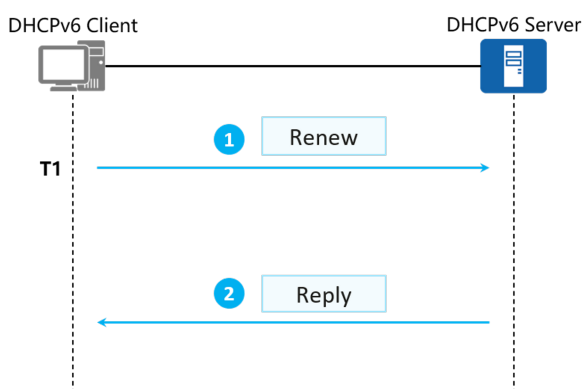 DHCPv6 Client
DHCPv6 Server
1
Renew
T1
2
Reply